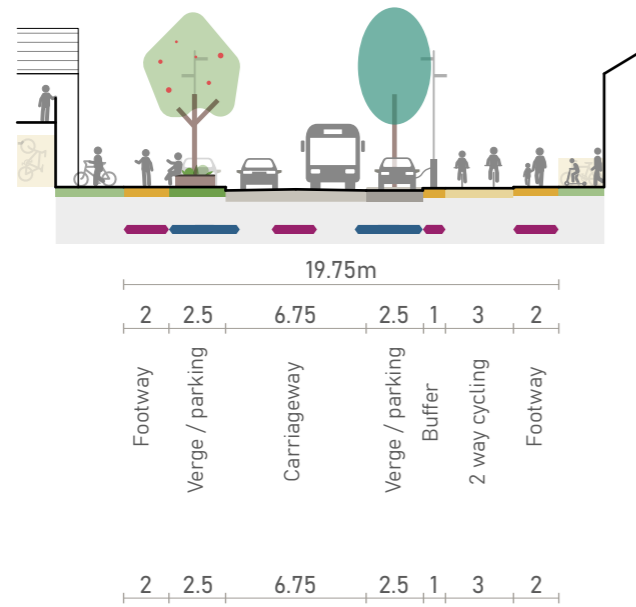 19.75m
2 2.5 6.75 2.5 1 3 2
Footway
Verge / parking
Carriageway
Verge / parking
Buffer
2 way cycling
Footway
2 2.5 6.75 2.5 1 3 2